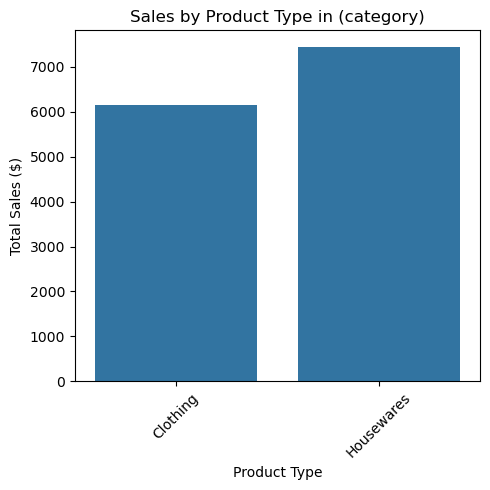 Sales by Product Type in (category)
Total Sales ($)
7000
6000
5000
4000
3000
2000
1000
0
Clothing
Housewares
Product Type